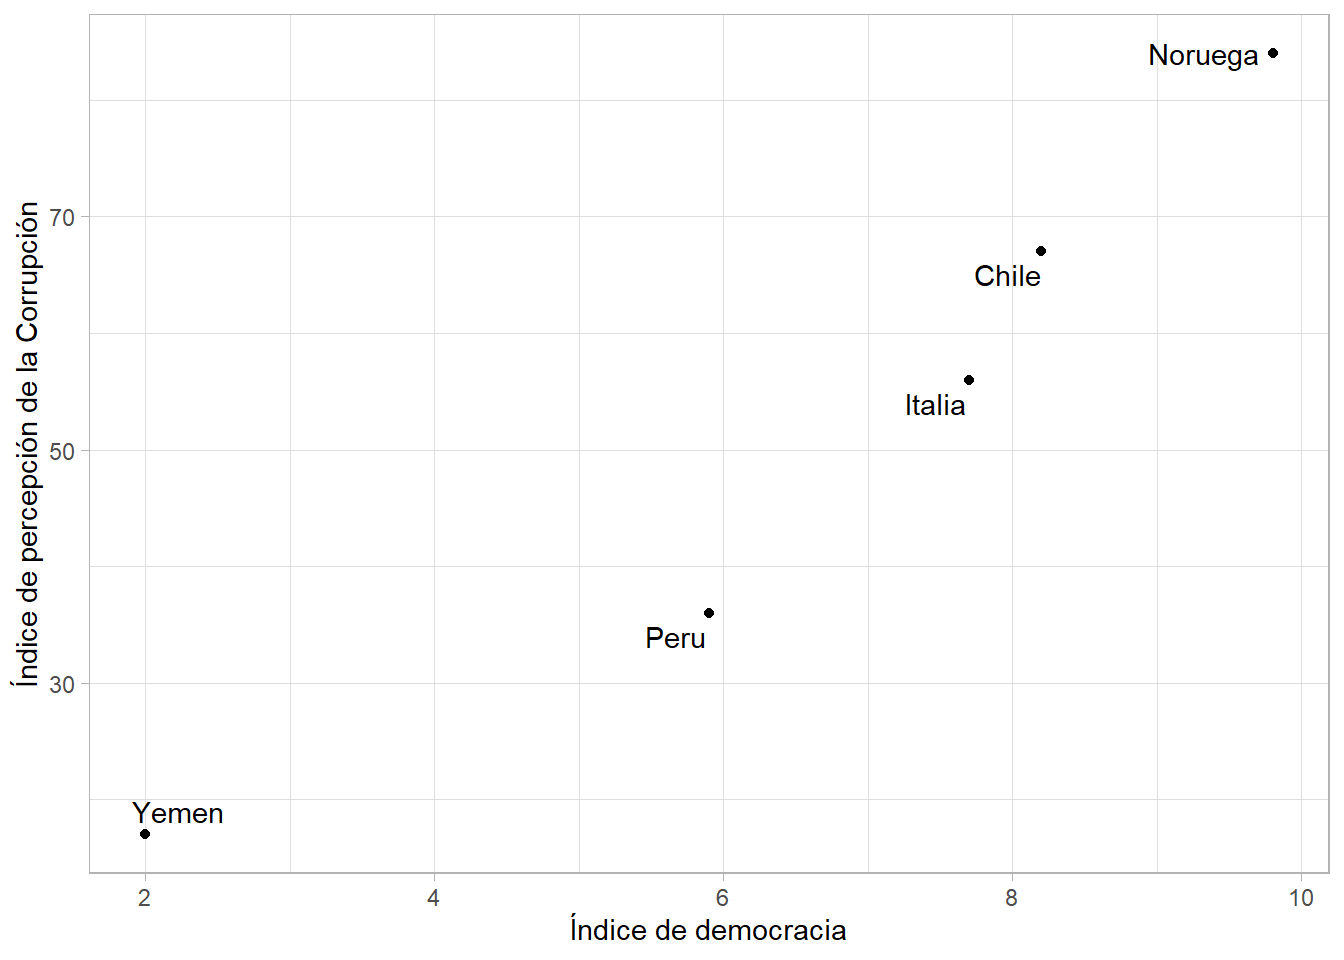 Noruega
70
Chile
Italia
50
Peru
30
Yemen
2 4 6 8 10
Índice de democracia
Índice de percepción de la Corrupción